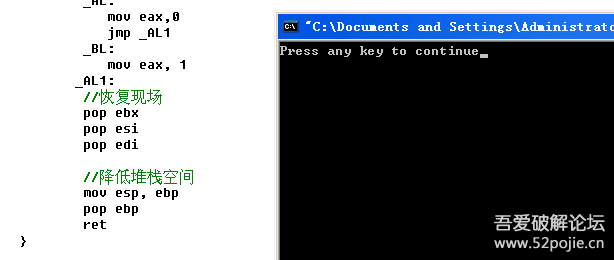 _AL:
mov eax,0
jmp _AL1
_BL:
mov eax, 1
_AL1:
//恢复现场
pop ebx
pop esi
pop edi
//降低堆栈空间
mov esp, ebp
pop ebp
ret
}
"C:\Documents and Settings\Administrato
Press any key to continue_
吾爱破解论坛
www.52pojie.cn